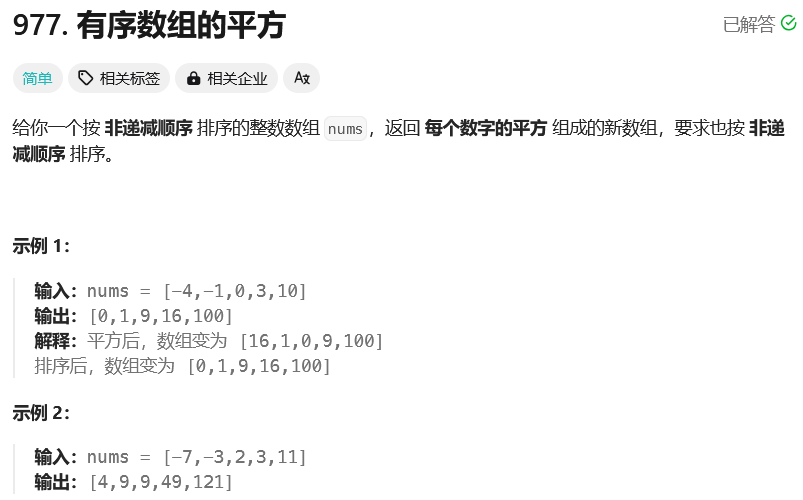 977. 有序数组的平方
已解答
简单 相关标签 相关企业 Aあ
给你一个按 非递减顺序 排序的整数数组 nums，返回 每个数字的平方 组成的新数组，要求也按 非递
减顺序 排序。
示例 1：
输入：nums = [-4,-1,0,3,10]
输出：[0,1,9,16,100]
解释：平方后，数组变为 [16,1,0,9,100]
排序后，数组变为 [0,1,9,16,100]
示例 2：
输入：nums = [-7,-3,2,3,11]
输出：[4,9,9,49,121]